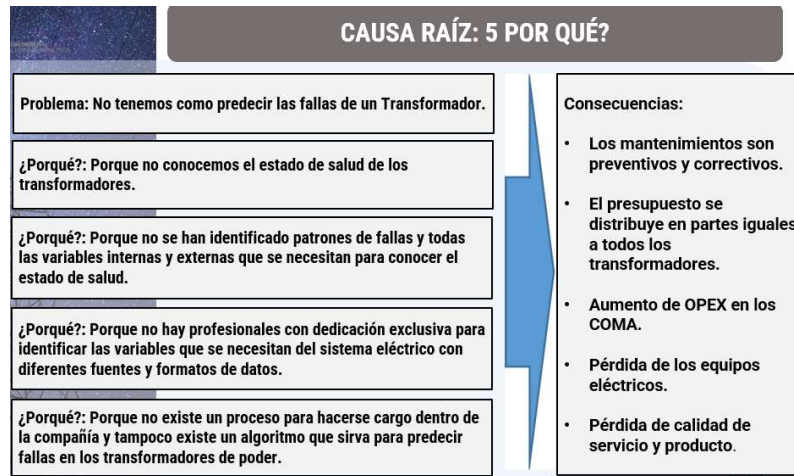 CAUSA RAÍZ: 5 POR QUÉ?
Problema: No tenemos como predecir las fallas de un Transformador.
¿Porqué?: Porque no conocemos el estado de salud de los
transformadores.
¿Porqué?: Porque no se han identificado patrones de fallas y todas
las variables internas y externas que se necesitan para conocer el
estado de salud.
¿Porqué?: Porque no hay profesionales con dedicación exclusiva para
identificar las variables que se necesitan del sistema eléctrico con
diferentes fuentes y formatos de datos.
¿Porqué?: Porque no existe un proceso para hacerse cargo dentro de
la compañía y tampoco existe un algoritmo que sirva para predecir
fallas en los transformadores de poder.
Consecuencias:
• Los mantenimientos son
preventivos y correctivos.
• El presupuesto se
distribuye en partes iguales
a todos los
transformadores.
• Aumento de OPEX en los
COMA.
• Pérdida de los equipos
eléctricos.
• Pérdida de calidad de
servicio y producto.